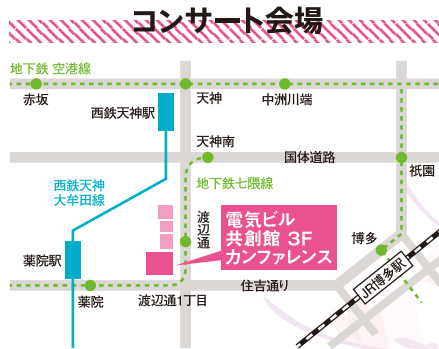 コンサート会場
地下鉄 空港線
赤坂
天神
中洲川端
西鉄天神駅
天神南
国体道路
祇園
西鉄天神
大牟田線
地下鉄七隈線
渡辺通
電気ビル
共創館 3F
カンファレンス
博多
薬院駅
JR博多駅
薬院
渡辺通1丁目
住吉通り